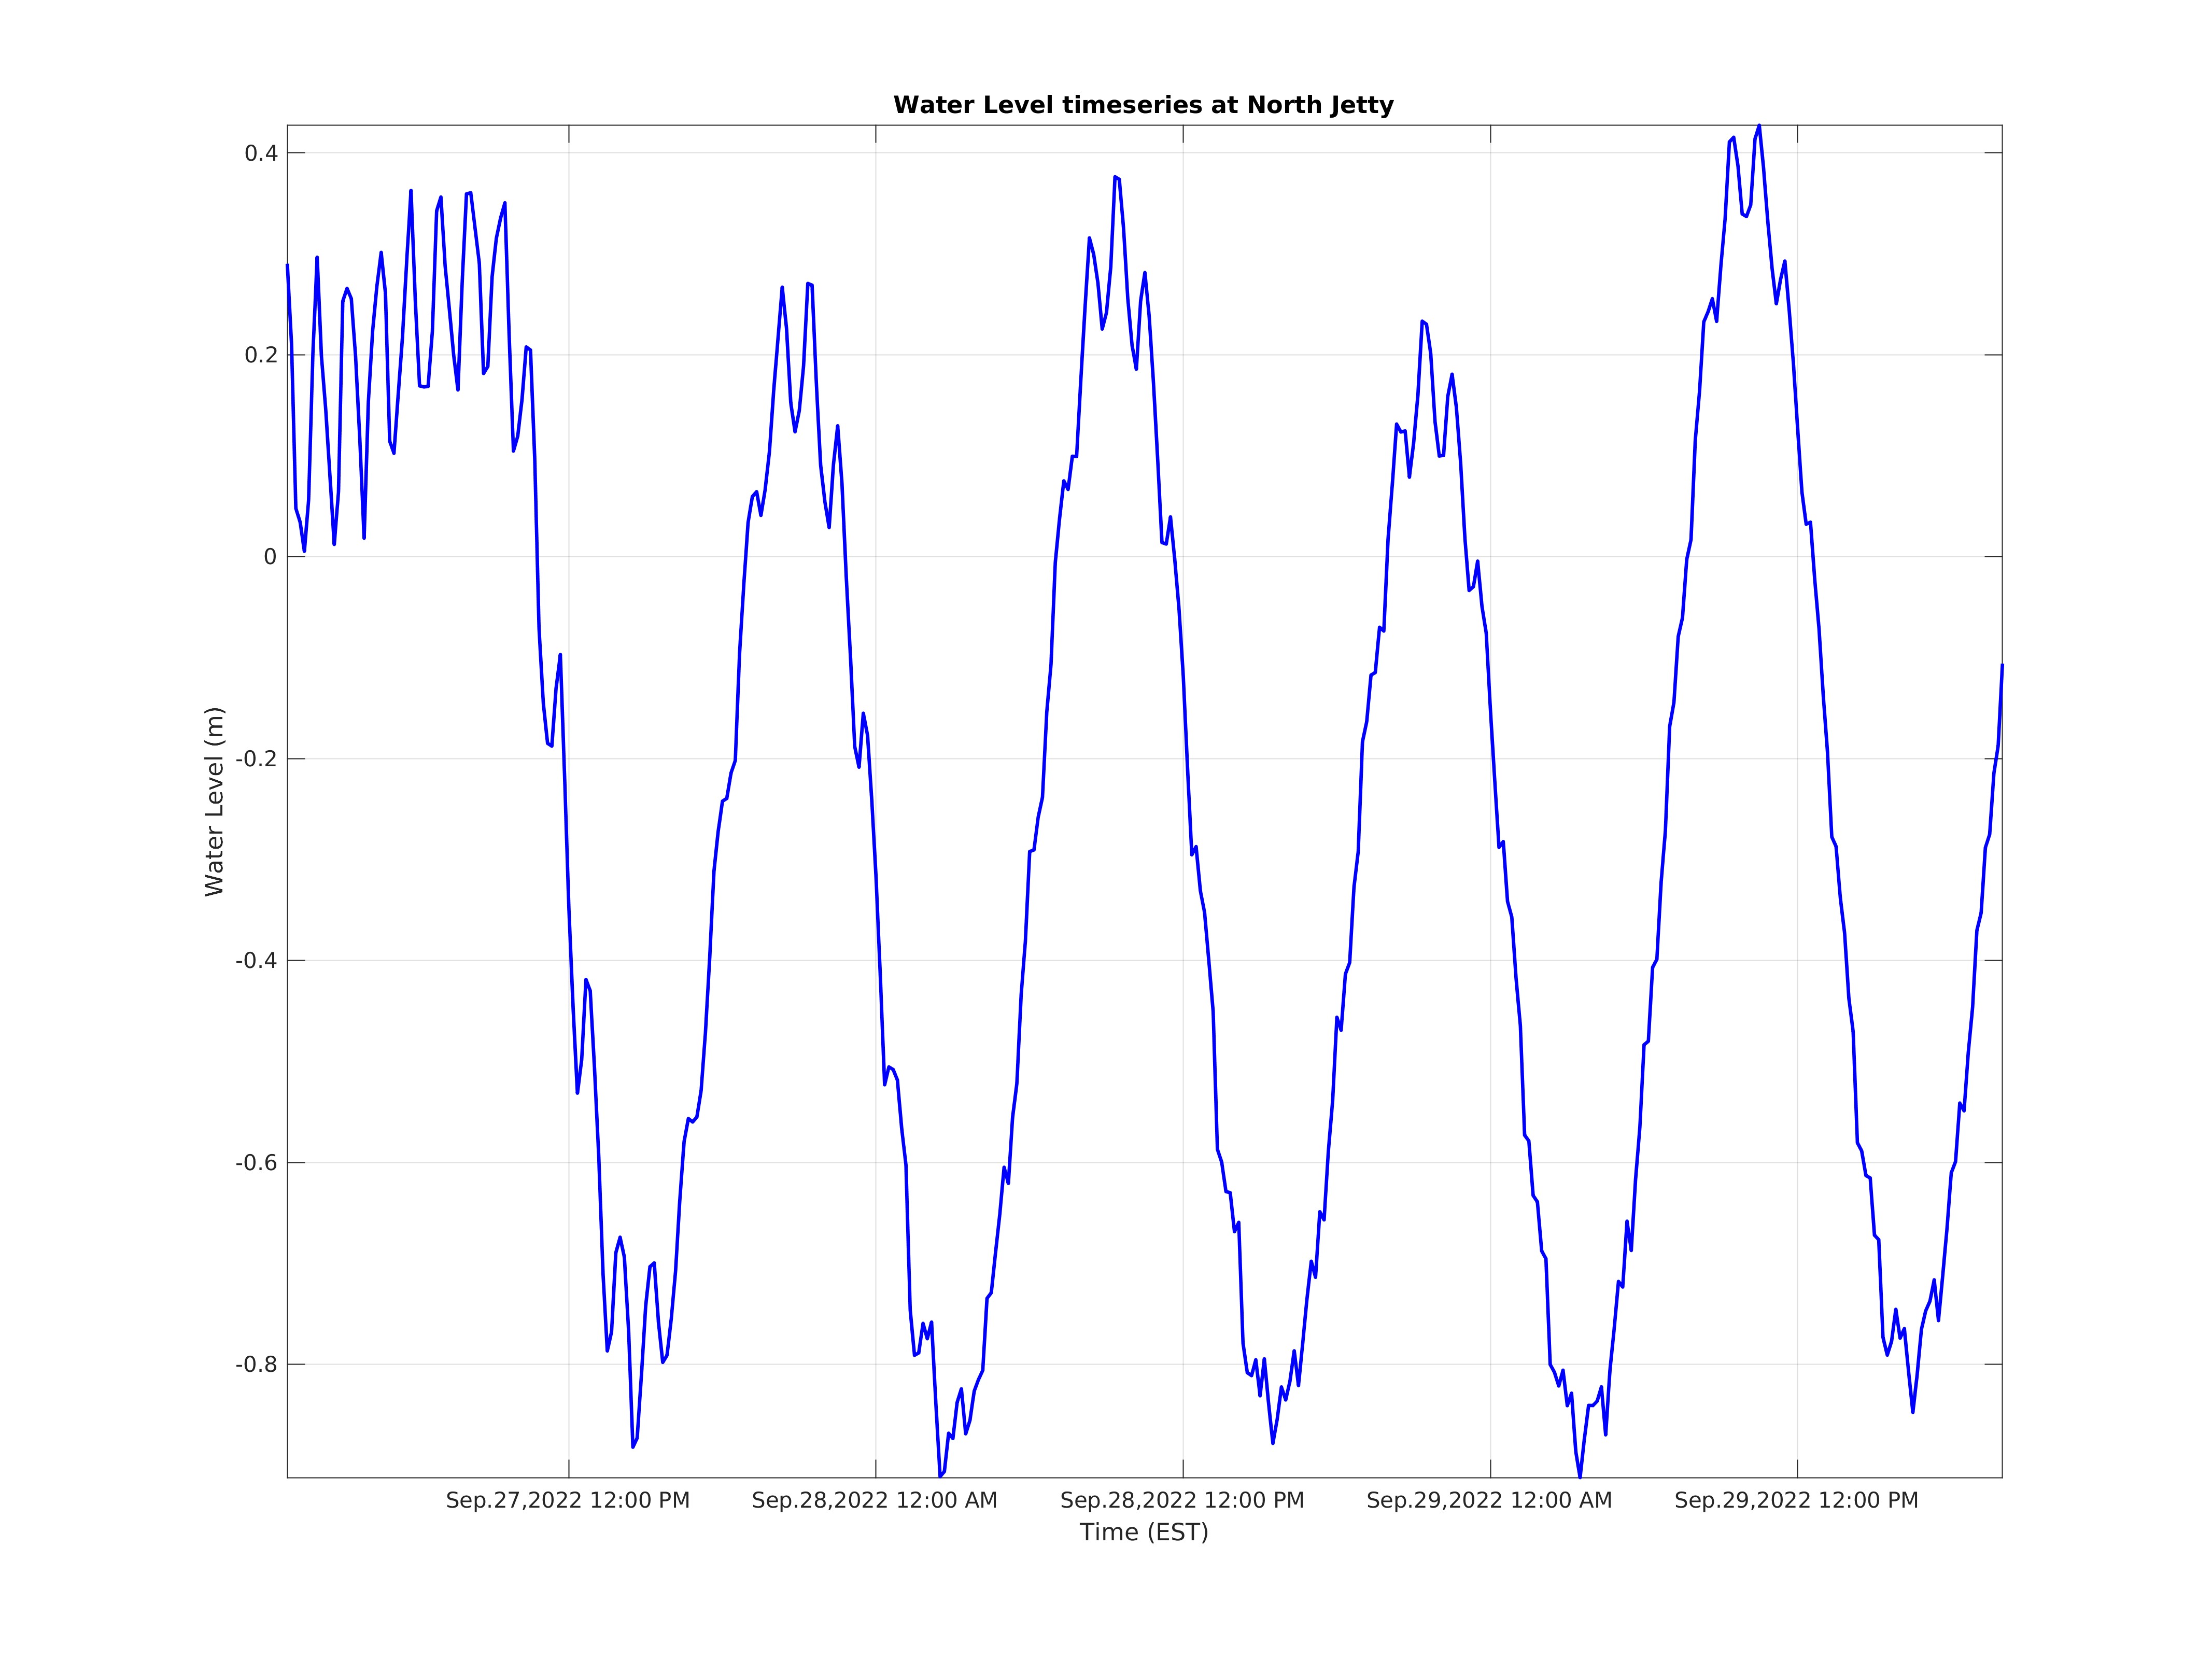 Water Level timeseries at North Jetty
0.4
0.2
0
-0.2
-0.4
-0.6
-0.8
Water Level (m)
Sep.27,2022 12:00 PM
Sep.28,2022 12:00 AM
Sep.28,2022 12:00 PM
Sep.29,2022 12:00 AM
Sep.29,2022 12:00 PM
Time (EST)